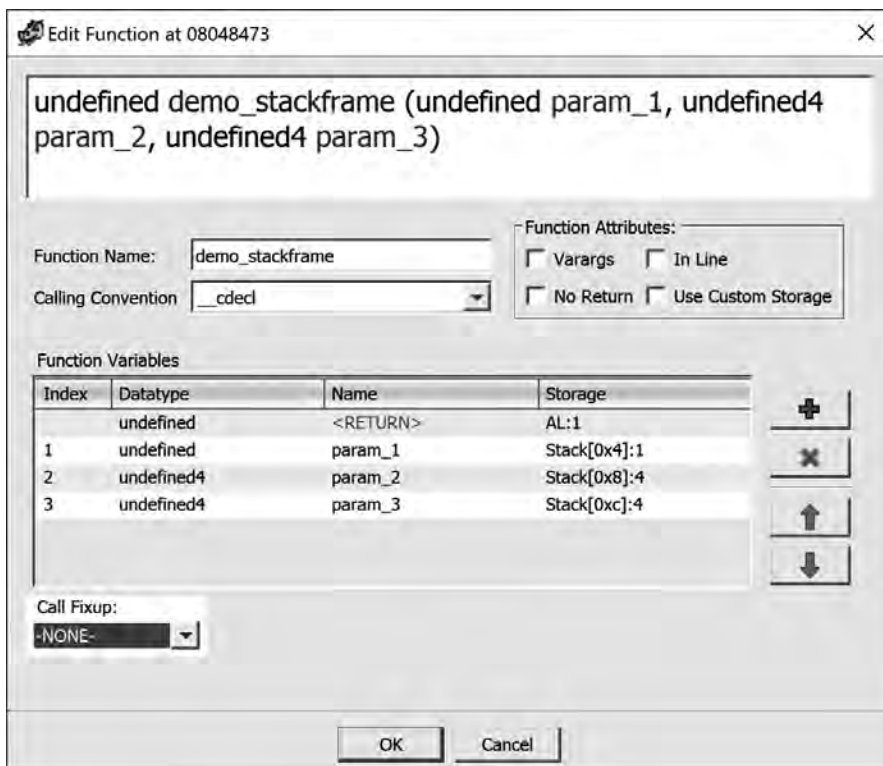 Edit Function at 08048473
undefined demo_stackframe (undefined param_1, undefined4
param_2, undefined4 param_3)
Function Attributes:
Function Name: demo_stackframe
Varargs In Line
Calling Convention __cdecl
No Return Use Custom Storage
Function Variables
Index Datatype Name Storage
undefined <RETURN> AL:1
1 undefined param_1 Stack[0x4]:1
2 undefined4 param_2 Stack[0x8]:4
3 undefined4 param_3 Stack[0xc]:4
Call Fixup:
-NONE-
OK Cancel